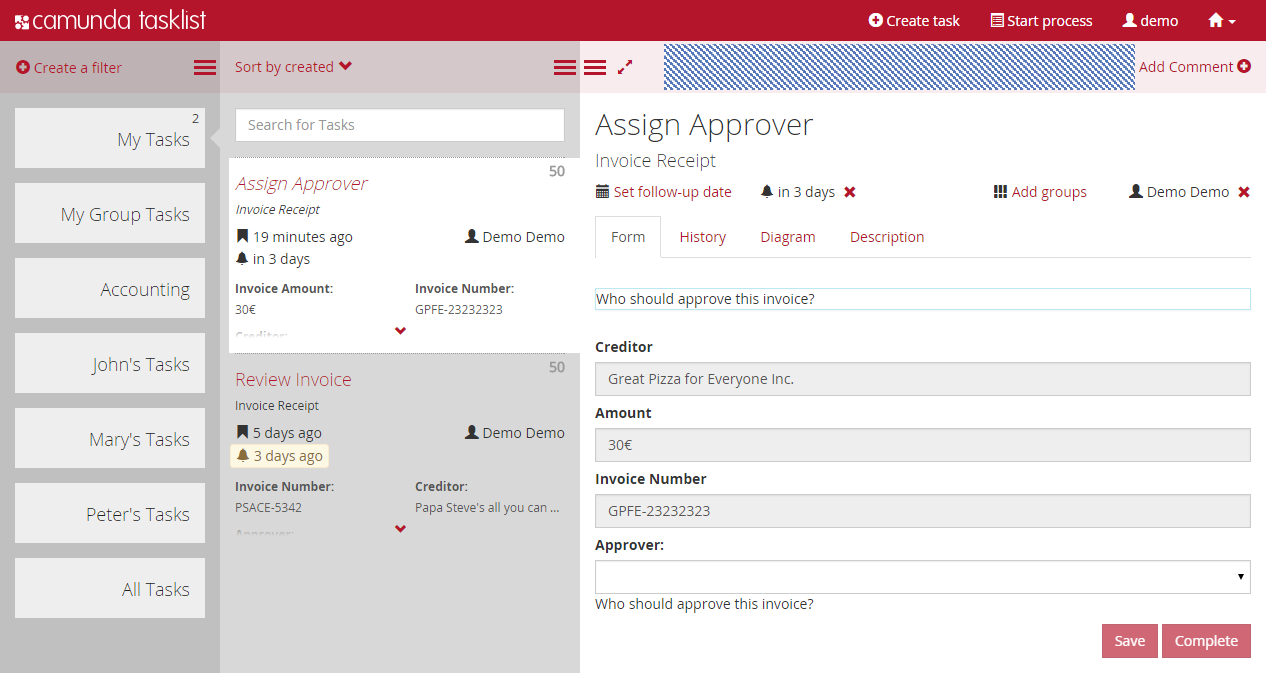 camunda tasklist
Create task
Start process
demo
Create a filter
Sort by created
Add Comment
2
My Tasks
My Group Tasks
Accounting
John's Tasks
Mary's Tasks
Peter's Tasks
All Tasks
Search for Tasks
50
Assign Approver
Invoice Receipt
19 minutes ago
Demo Demo
in 3 days
Invoice Amount:
Invoice Number:
30€
GPFE-23232323
Creditor:
50
Review Invoice
Invoice Receipt
5 days ago
Demo Demo
3 days ago
Invoice Number:
Creditor:
PSACE-5342
Papa Steve's all you can ...
Approver:
Assign Approver
Invoice Receipt
Set follow-up date
in 3 days
Add groups
Demo Demo
Form
History
Diagram
Description
Who should approve this invoice?
Creditor
Great Pizza for Everyone Inc.
Amount
30€
Invoice Number
GPFE-23232323
Approver:
Who should approve this invoice?
Save
Complete